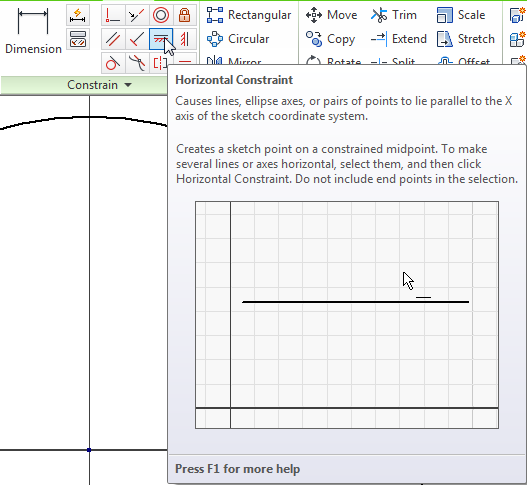 Rectangular Move Trim Scale
Dimension Circular Copy Extend Stretch
Mirror Rotate Split Offset
Constrain
Horizontal Constraint
Causes lines, ellipse axes, or pairs of points to lie parallel to the X
axis of the sketch coordinate system.
Creates a sketch point on a constrained midpoint. To make
several lines or axes horizontal, select them, and then click
Horizontal Constraint. Do not include end points in the selection.
Press F1 for more help